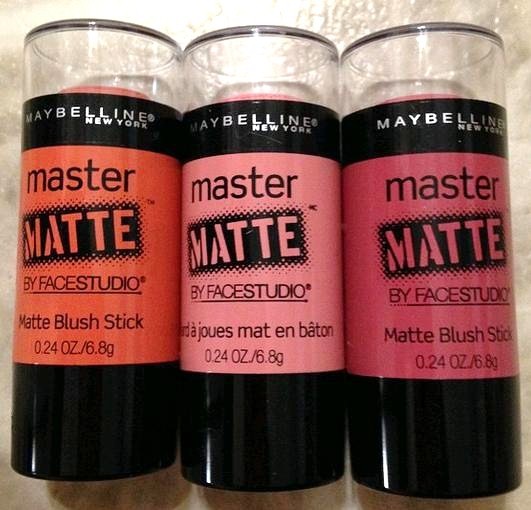 MAYBELLINE®
NEW YORK
master
MATTE™
BY FACESTUDIO®
Matte Blush Stick
0.24 OZ./6.8g
MAYBELLINE®
NEW YORK
master
MATTE MC
BY FACESTUDIO®
à joues mat en bâton
0.24 OZ./6.8g
MAYBELLINE
NEW YORK
master
MATTE
BY FACESTUDIO®
Matte Blush Stick
0.24 OZ./6.8g